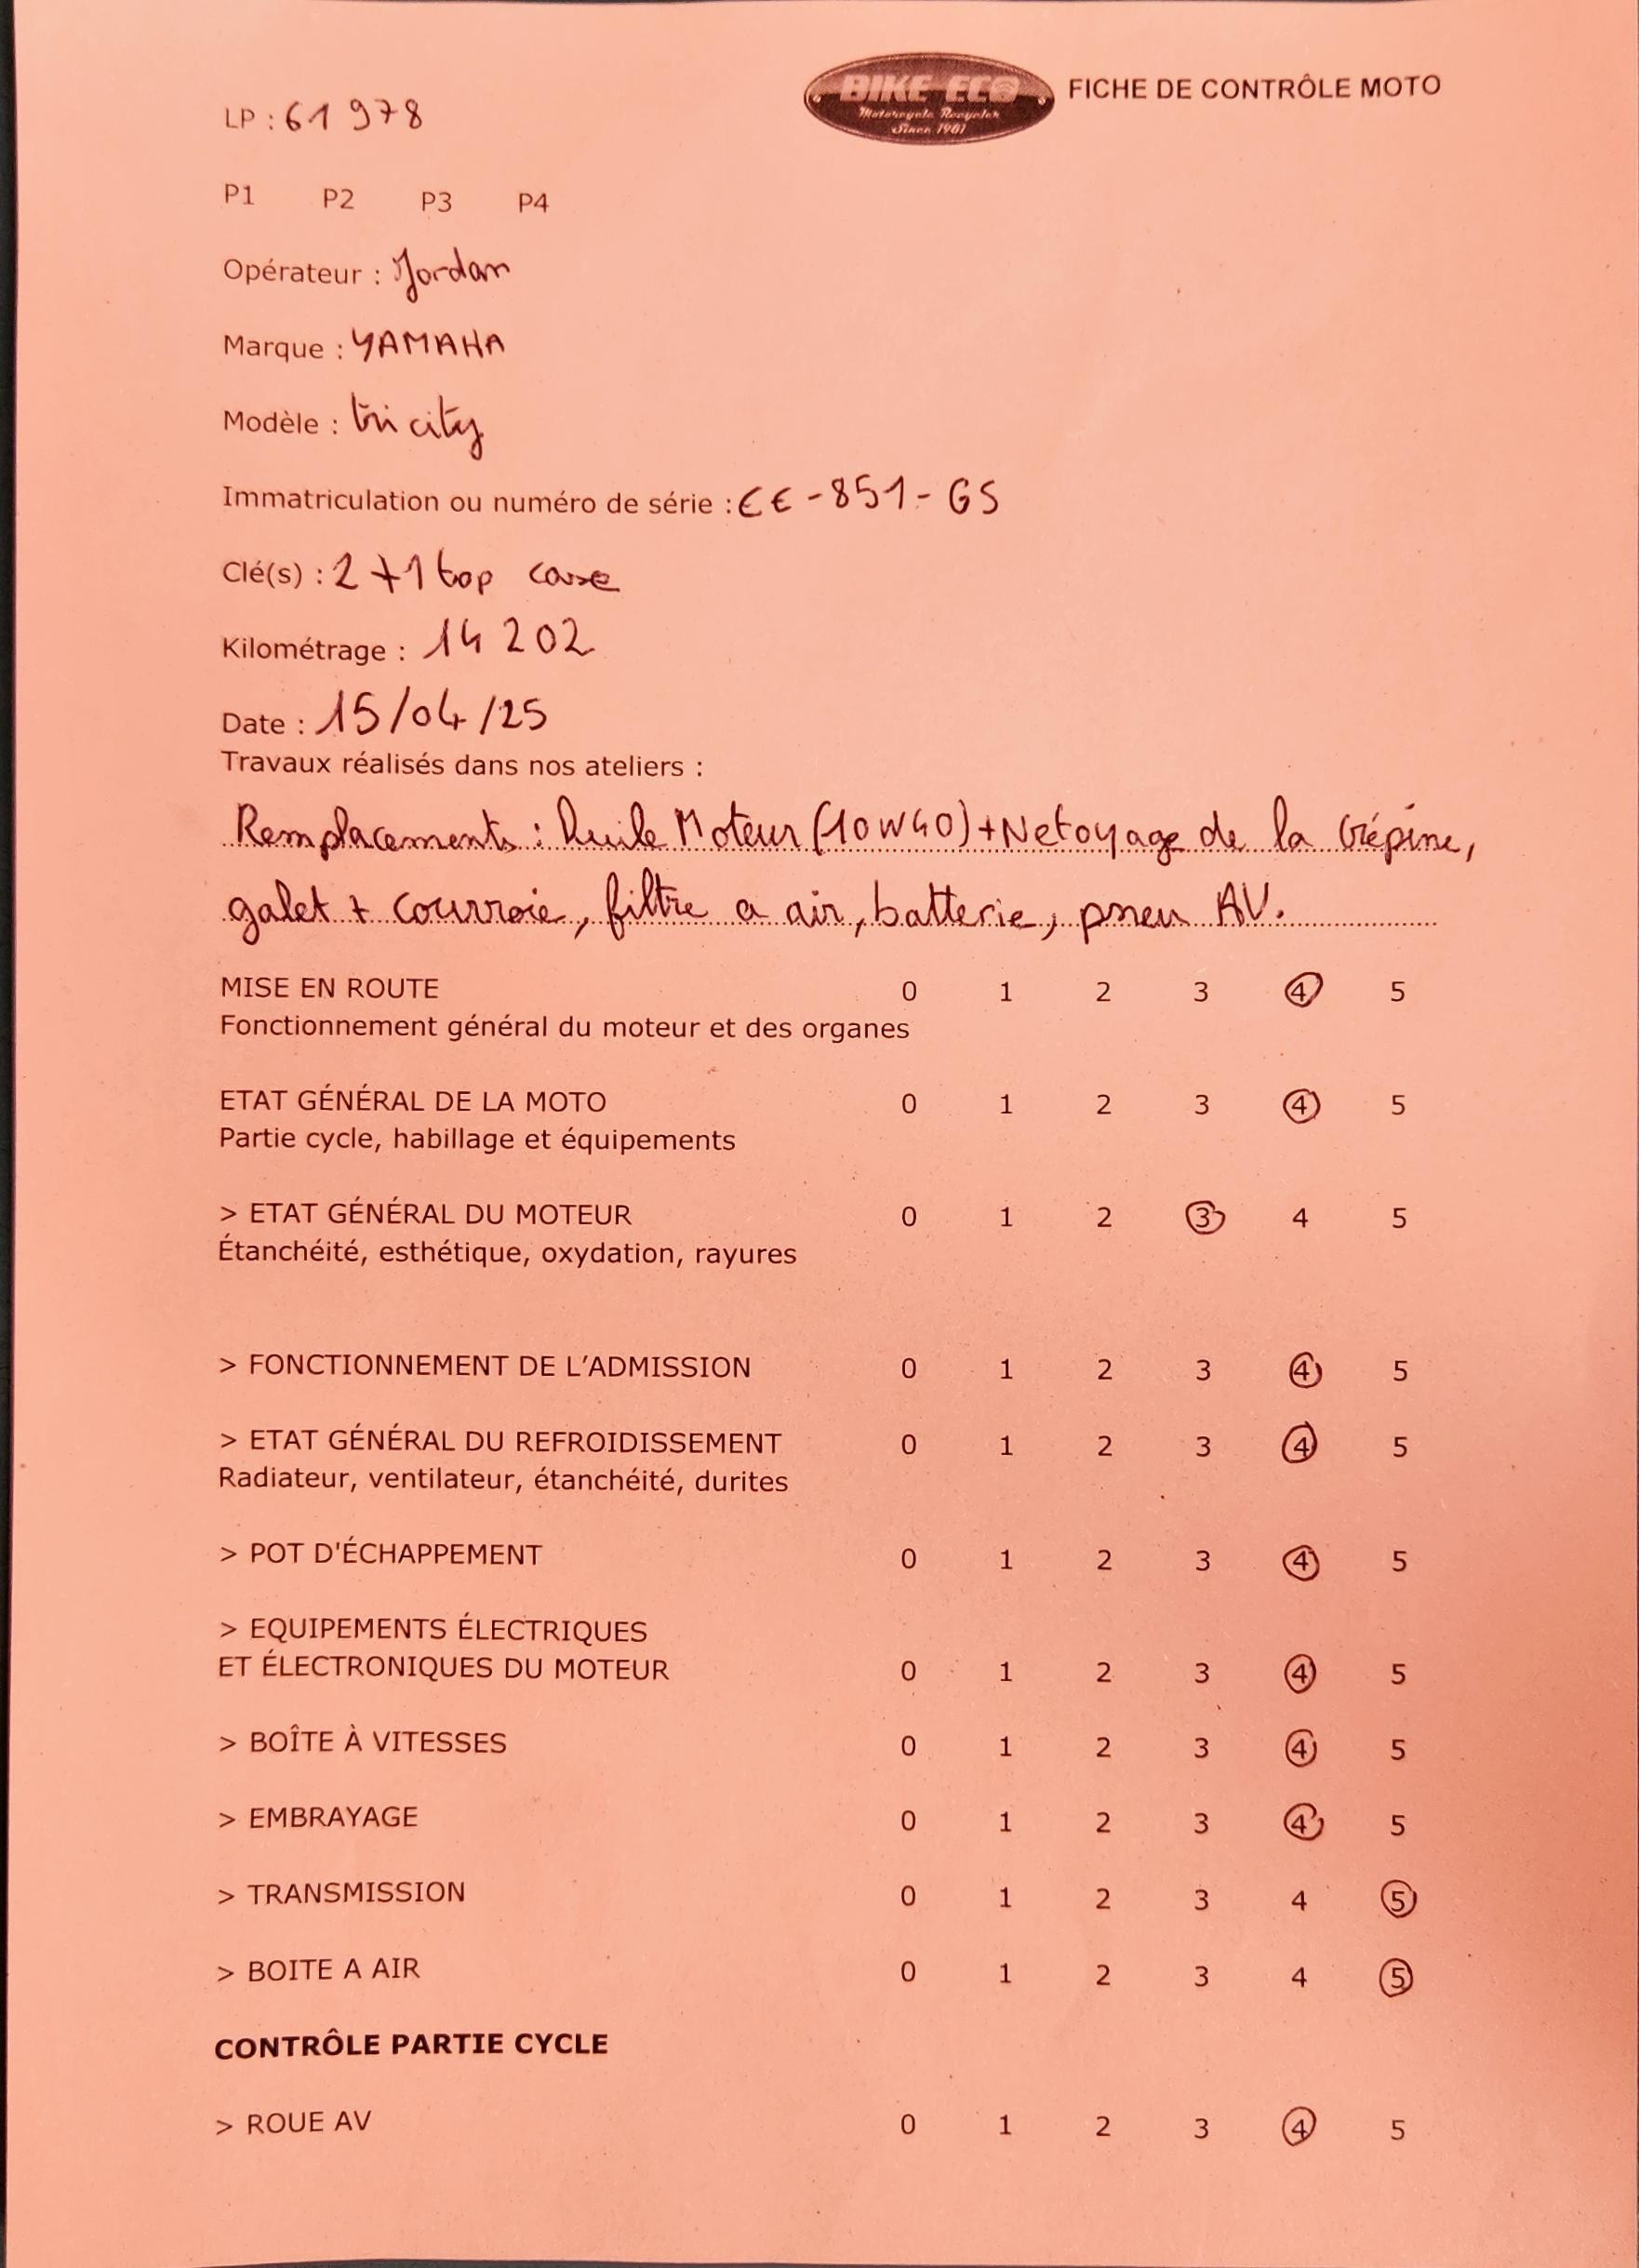 BIKE ECO
Motorcycle Recycler
Since 1981
FICHE DE CONTRÔLE MOTO
LP : 61 978
P1 P2 P3 P4
Opérateur : Jordan
Marque : YAMAHA
Modèle : tricity
Immatriculation ou numéro de série : EE-851-GS
Clé(s) : 2 + 1 top case
Kilométrage : 14 202
Date : 15/04/25
Travaux réalisés dans nos ateliers :
Remplacements : huile Moteur (10W40) + Netoyage de la crépine,
galet + courroie, filtre a air, batterie, pneu AV.
MISE EN ROUTE 0 1 2 3 4 5
Fonctionnement général du moteur et des organes
ETAT GÉNÉRAL DE LA MOTO 0 1 2 3 4 5
Partie cycle, habillage et équipements
> ETAT GÉNÉRAL DU MOTEUR 0 1 2 3 4 5
Étanchéité, esthétique, oxydation, rayures
> FONCTIONNEMENT DE L'ADMISSION 0 1 2 3 4 5
> ETAT GÉNÉRAL DU REFROIDISSEMENT 0 1 2 3 4 5
Radiateur, ventilateur, étanchéité, durites
> POT D'ÉCHAPPEMENT 0 1 2 3 4 5
> EQUIPEMENTS ÉLECTRIQUES
ET ÉLECTRONIQUES DU MOTEUR 0 1 2 3 4 5
> BOÎTE À VITESSES 0 1 2 3 4 5
> EMBRAYAGE 0 1 2 3 4 5
> TRANSMISSION 0 1 2 3 4 5
> BOITE A AIR 0 1 2 3 4 5
CONTRÔLE PARTIE CYCLE
> ROUE AV 0 1 2 3 4 5